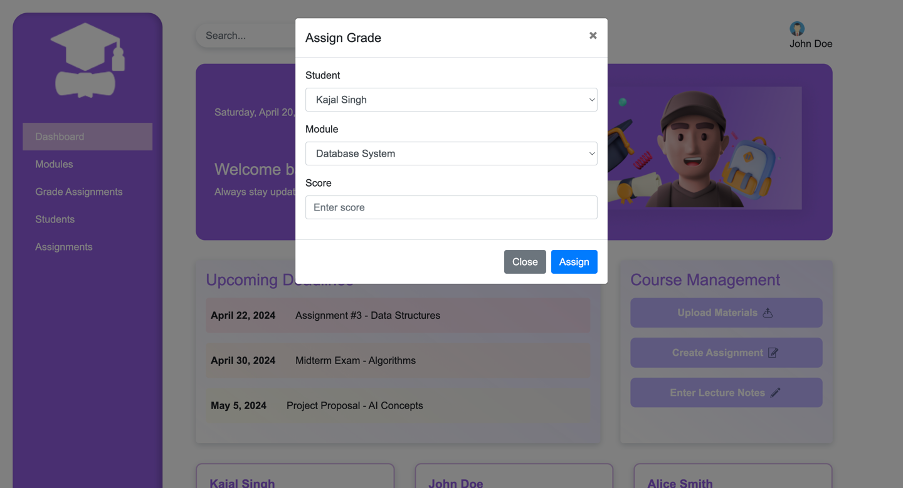 Search...
John Doe
Assign Grade
×
Student
Kajal Singh
Module
Database System
Score
Enter score
Close
Assign
Dashboard
Modules
Grade Assignments
Students
Assignments
Saturday, April 20,
Welcome b
Always stay updat
Upcoming Deadlines
April 22, 2024 Assignment #3 - Data Structures
April 30, 2024 Midterm Exam - Algorithms
May 5, 2024 Project Proposal - AI Concepts
Course Management
Upload Materials
Create Assignment
Enter Lecture Notes
Kajal Singh
John Doe
Alice Smith